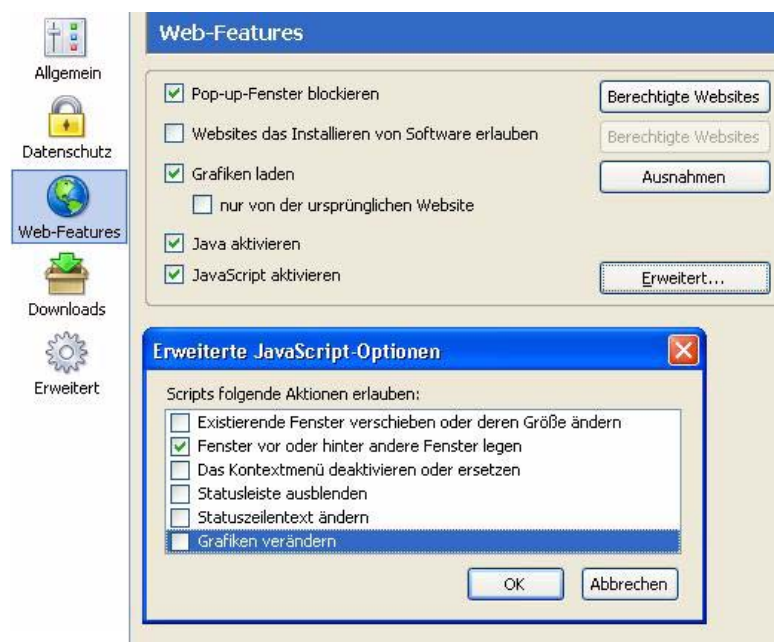 Allgemein
Datenschutz
Web-Features
Downloads
Erweitert
Web-Features
Pop-up-Fenster blockieren
Berechtigte Websites
Websites das Installieren von Software erlauben
Berechtigte Websites
Grafiken laden
Ausnahmen
nur von der ursprünglichen Website
Java aktivieren
JavaScript aktivieren
Erweitert...
Erweiterte JavaScript-Optionen
Scripts folgende Aktionen erlauben:
Existierende Fenster verschieben oder deren Größe ändern
Fenster vor oder hinter andere Fenster legen
Das Kontextmenü deaktivieren oder ersetzen
Statusleiste ausblenden
Statuszeilentext ändern
Grafiken verändern
OK
Abbrechen